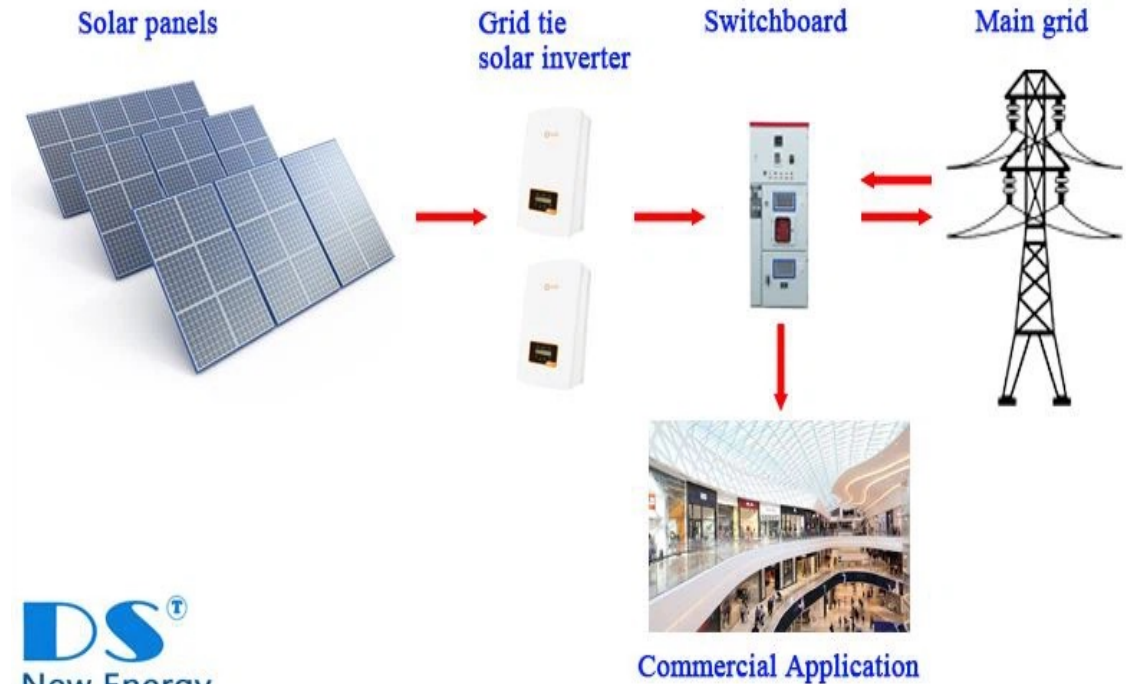 Solar panels
Grid tie
solar inverter
Switchboard
Main grid
DS
New Energy
Commercial Application